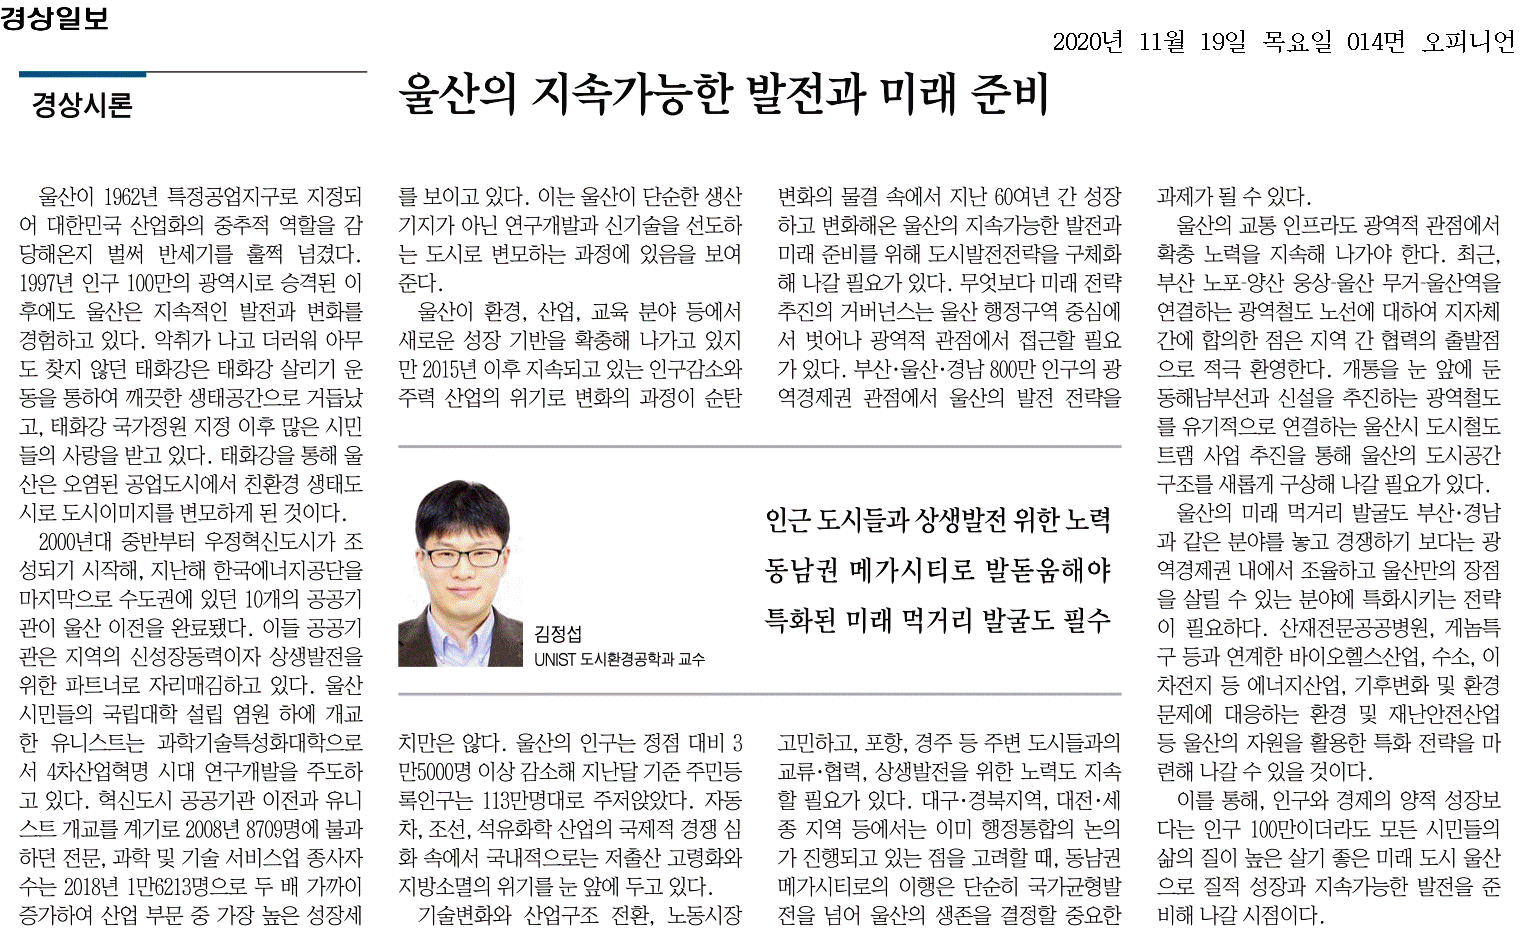 경상일보
2020년 11월 19일 목요일 014면 오피니언
경상시론
울산의 지속가능한 발전과 미래 준비
울산이 1962년 특정공업지구로 지정되
어 대한민국 산업화의 중추적 역할을 감
당해온지 벌써 반세기를 훌쩍 넘겼다.
1997년 인구 100만의 광역시로 승격된 이
후에도 울산은 지속적인 발전과 변화를
경험하고 있다. 악취가 나고 더러워 아무
도 찾지 않던 태화강은 태화강 살리기 운
동을 통하여 깨끗한 생태공간으로 거듭났
고, 태화강 국가정원 지정 이후 많은 시민
들의 사랑을 받고 있다. 태화강을 통해 울
산은 오염된 공업도시에서 친환경 생태도
시로 도시이미지를 변모하게 된 것이다.
2000년대 중반부터 우정혁신도시가 조
성되기 시작해, 지난해 한국에너지공단을
마지막으로 수도권에 있던 10개의 공공기
관이 울산 이전을 완료됐다. 이들 공공기
관은 지역의 신성장동력이자 상생발전을
위한 파트너로 자리매김하고 있다. 울산
시민들의 국립대학 설립 염원 하에 개교
한 유니스트는 과학기술특성화대학으로
서 4차산업혁명 시대 연구개발을 주도하
고 있다. 혁신도시 공공기관 이전과 유니
스트 개교를 계기로 2008년 8709명에 불과
하던 전문, 과학 및 기술 서비스업 종사자
수는 2018년 1만6213명으로 두 배 가까이
증가하여 산업 부문 중 가장 높은 성장세
를 보이고 있다. 이는 울산이 단순한 생산
기지가 아닌 연구개발과 신기술을 선도하
는 도시로 변모하는 과정에 있음을 보여
준다.
울산이 환경, 산업, 교육 분야 등에서
새로운 성장 기반을 확충해 나가고 있지
만 2015년 이후 지속되고 있는 인구감소와
주력 산업의 위기로 변화의 과정이 순탄
치만은 않다. 울산의 인구는 정점 대비 3
만5000명 이상 감소해 지난달 기준 주민등
록인구는 113만명대로 주저앉았다. 자동
차, 조선, 석유화학 산업의 국제적 경쟁 심
화 속에서 국내적으로는 저출산 고령화와
지방소멸의 위기를 눈 앞에 두고 있다.
기술변화와 산업구조 전환, 노동시장
변화의 물결 속에서 지난 60여년 간 성장
하고 변화해온 울산의 지속가능한 발전과
미래 준비를 위해 도시발전전략을 구체화
해 나갈 필요가 있다. 무엇보다 미래 전략
추진의 거버넌스는 울산 행정구역 중심에
서 벗어나 광역적 관점에서 접근할 필요
가 있다. 부산·울산·경남 800만 인구의 광
역경제권 관점에서 울산의 발전 전략을
고민하고, 포항, 경주 등 주변 도시들과의
교류·협력, 상생발전을 위한 노력도 지속
할 필요가 있다. 대구·경북지역, 대전·세
종 지역 등에서는 이미 행정통합의 논의
가 진행되고 있는 점을 고려할 때, 동남권
메가시티로의 이행은 단순히 국가균형발
전을 넘어 울산의 생존을 결정할 중요한
과제가 될 수 있다.
울산의 교통 인프라도 광역적 관점에서
확충 노력을 지속해 나가야 한다. 최근,
부산 노포-양산 웅상-울산 무거-울산역을
연결하는 광역철도 노선에 대하여 지자체
간에 합의한 점은 지역 간 협력의 출발점
으로 적극 환영한다. 개통을 눈 앞에 둔
동해남부선과 신설을 추진하는 광역철도
를 유기적으로 연결하는 울산시 도시철도
트램 사업 추진을 통해 울산의 도시공간
구조를 새롭게 구상해 나갈 필요가 있다.
울산의 미래 먹거리 발굴도 부산·경남
과 같은 분야를 놓고 경쟁하기 보다는 광
역경제권 내에서 조율하고 울산만의 장점
을 살릴 수 있는 분야에 특화시키는 전략
이 필요하다. 산재전문공공병원, 게놈특
구 등과 연계한 바이오헬스산업, 수소, 이
차전지 등 에너지산업, 기후변화 및 환경
문제에 대응하는 환경 및 재난안전산업
등 울산의 자원을 활용한 특화 전략을 마
련해 나갈 수 있을 것이다.
이를 통해, 인구와 경제의 양적 성장보
다는 인구 100만이더라도 모든 시민들의
삶의 질이 높은 살기 좋은 미래 도시 울산
으로 질적 성장과 지속가능한 발전을 준
비해 나갈 시점이다.
김정섭
UNIST 도시환경공학과 교수
인근 도시들과 상생발전 위한 노력
동남권 메가시티로 발돋움해야
특화된 미래 먹거리 발굴도 필수